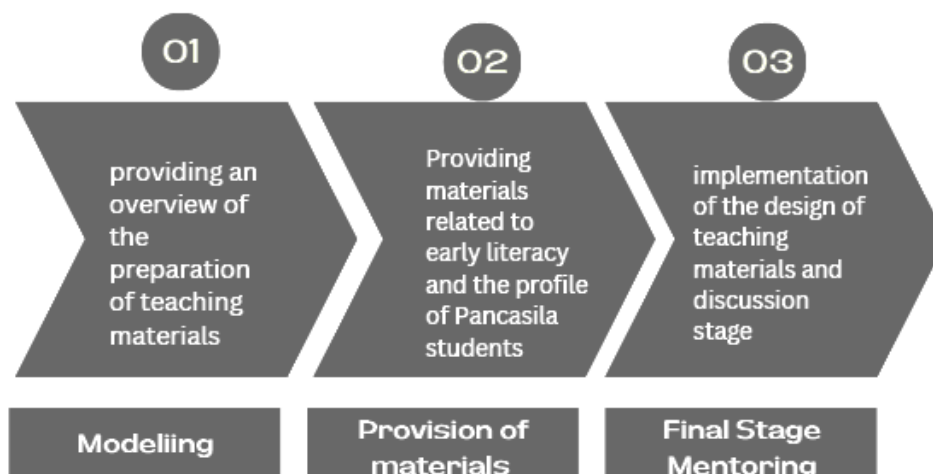 01
providing an
overview of
the
preparation
of teaching
materials
Modeliing
02
Providing
materials
related to
early literacy
and the profile
of Pancasila
students
Provision of
materials
03
implementation
of the design of
teaching
materials and
discussion
stage
Final Stage
Mentoring